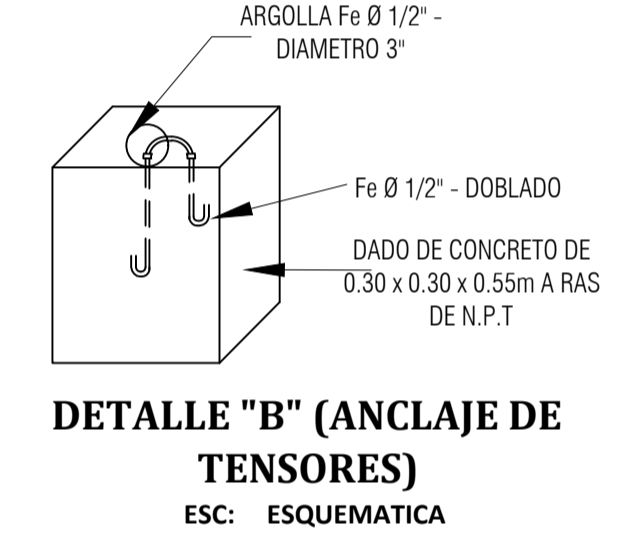 ARGOLLA Fe Ø 1/2" -
DIAMETRO 3"
Fe Ø 1/2" - DOBLADO
DADO DE CONCRETO DE
0.30 x 0.30 x 0.55m A RAS
DE N.P.T
DETALLE "B" (ANCLAJE DE
TENSORES)
ESC: ESQUEMATICA